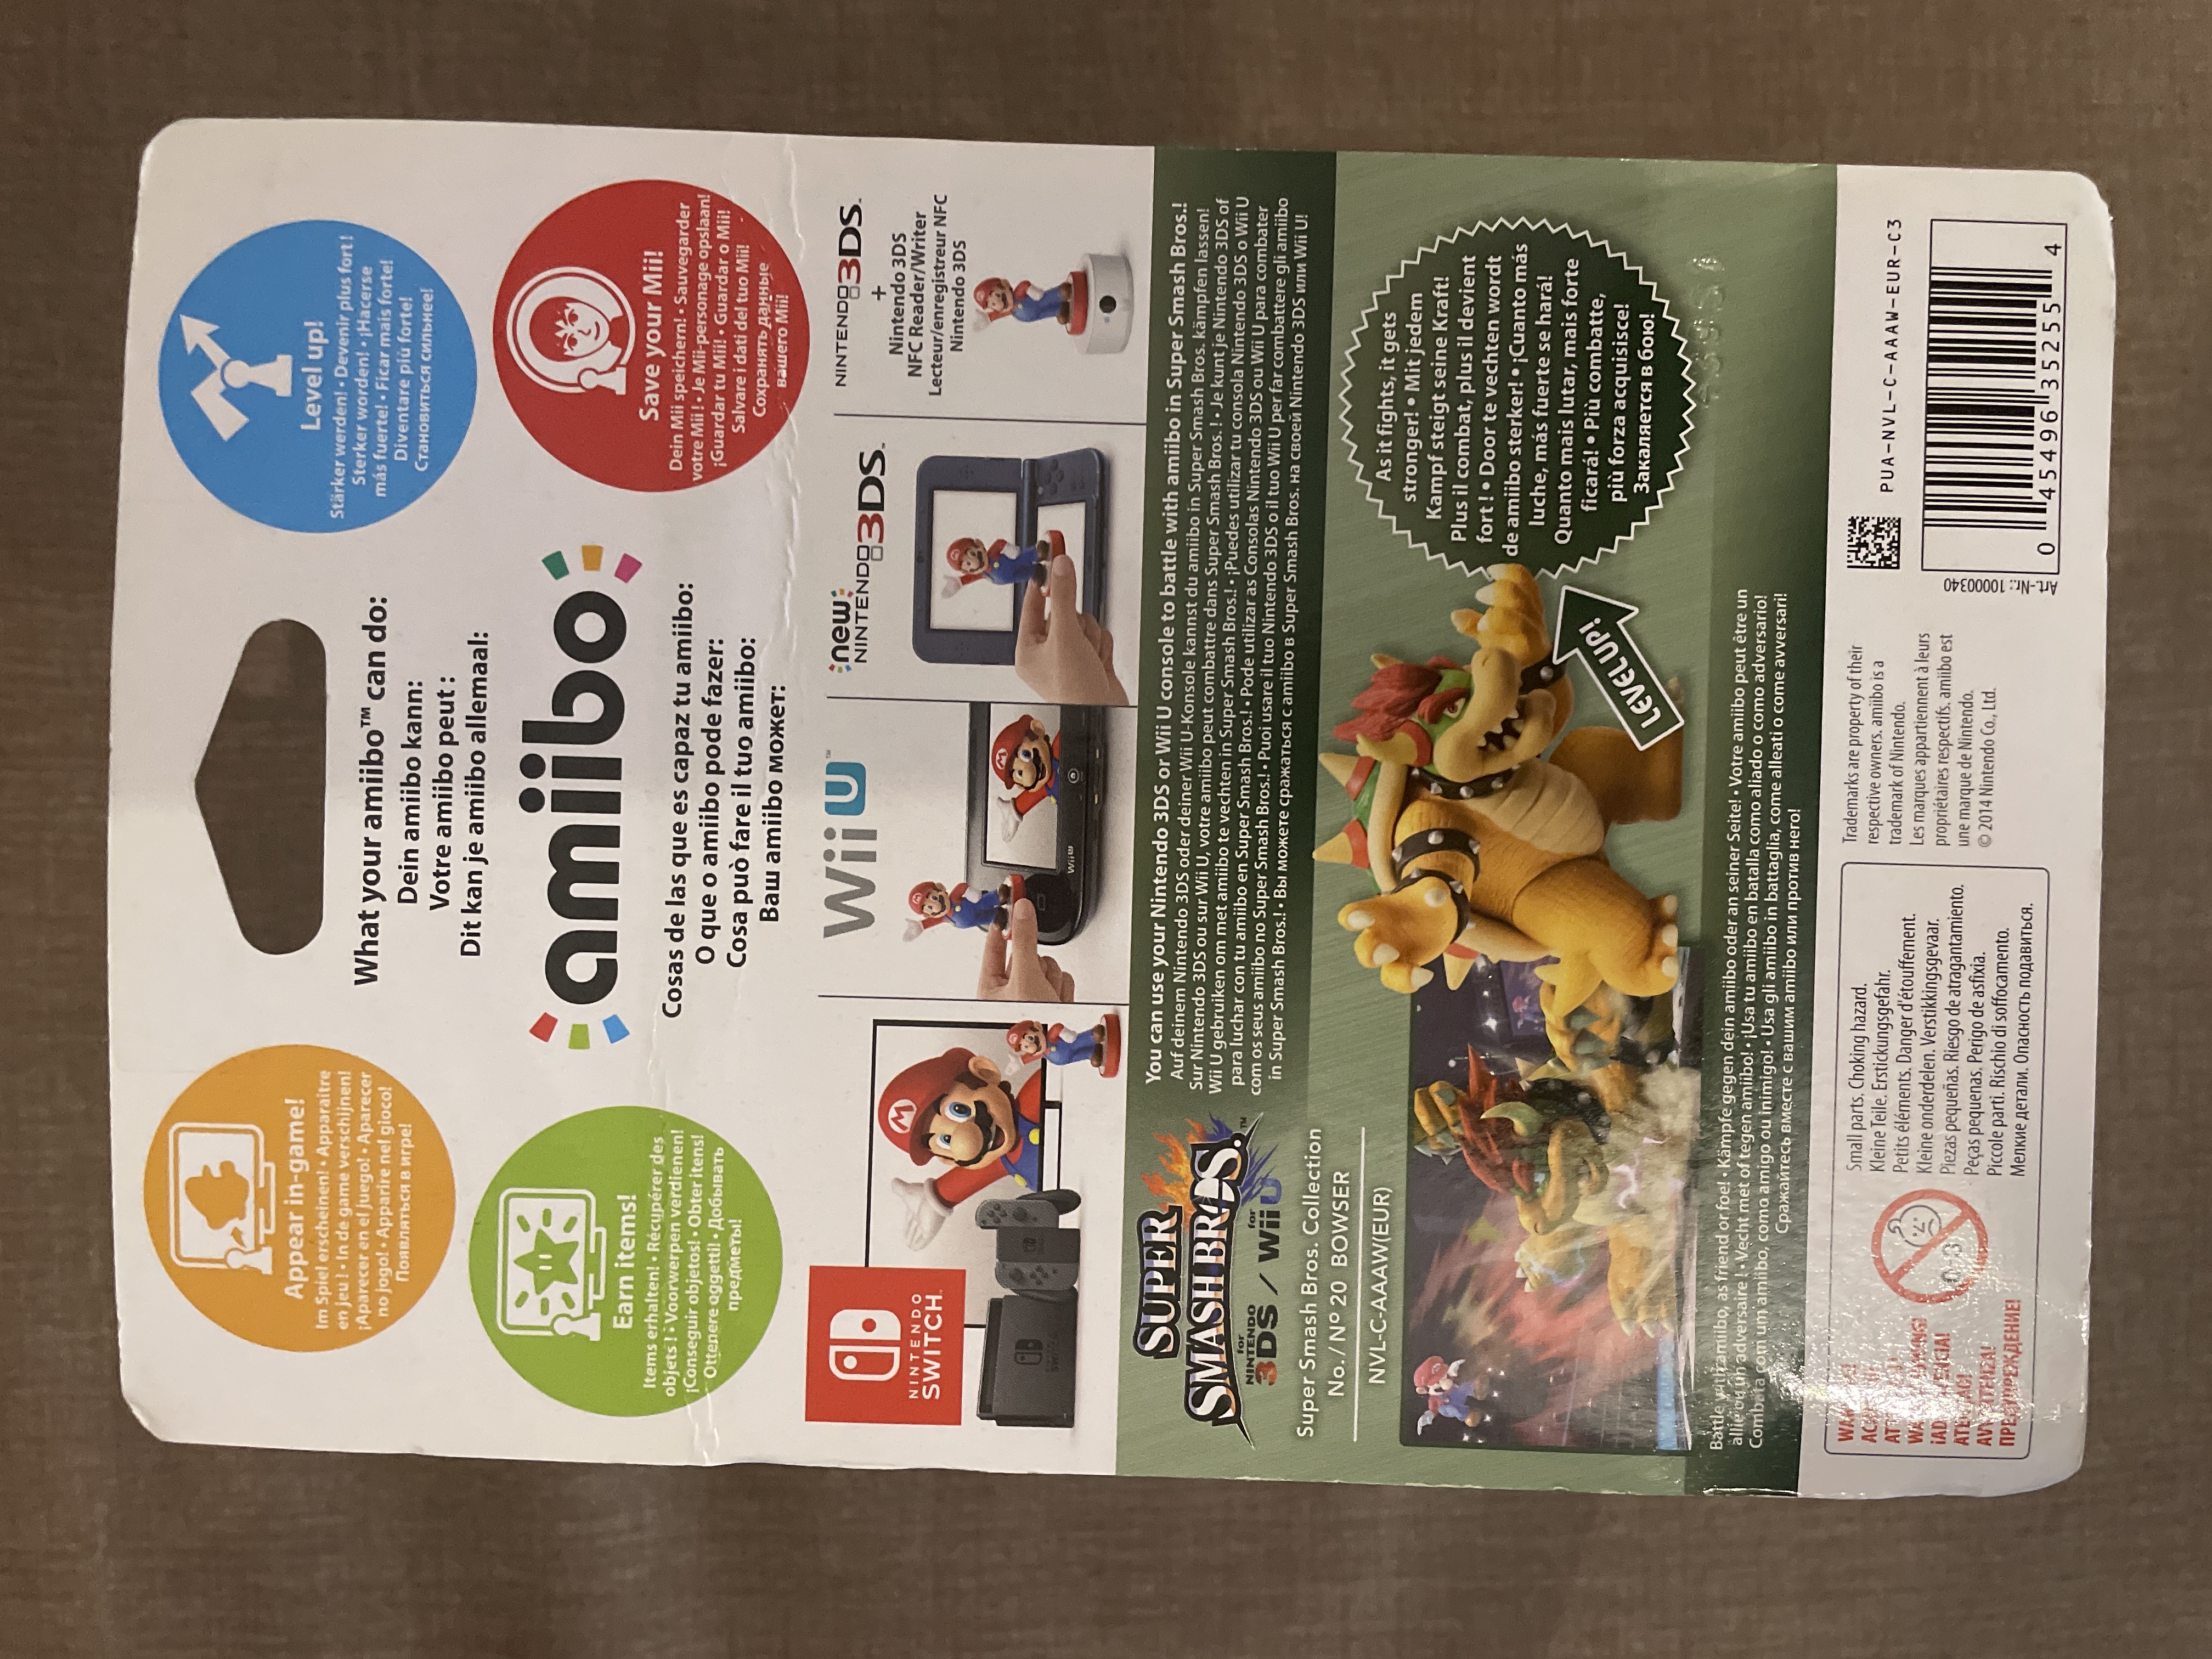 Appear in-game!
Im Spiel erscheinen! • Apparaître
en jeu ! • In de game verschijnen!
¡Aparecer en el juego! • Aparecer
no jogo! • Apparire nel gioco!
Появляться в игре!
Level up!
Stärker werden! • Devenir plus fort !
Sterker worden! • ¡Hacerse
más fuerte! • Ficar mais forte!
Diventare più forte!
Становиться сильнее!
What your amiibo™ can do:
Dein amiibo kann:
Votre amiibo peut :
Dit kan je amiibo allemaal:
amiibo
Earn items!
Items erhalten! • Récupérer des
objets ! • Voorwerpen verdienen!
¡Conseguir objetos! • Obter itens!
Ottenere oggetti! • Добывать
предметы!
Save your Mii!
Dein Mii speichern! • Sauvegarder
votre Mii ! • Je Mii-personage opslaan!
¡Guardar tu Mii! • Guardar o Mii!
Salvare i dati del tuo Mii!
Сохранять данные
вашего Mii!
Cosas de las que es capaz tu amiibo:
O que o amiibo pode fazer:
Cosa può fare il tuo amiibo:
Ваш amiibo может:
NINTENDO
SWITCH
Wii U™
Wii U
new
NINTENDO 3DS™
NINTENDO 3DS™
+
Nintendo 3DS
NFC Reader/Writer
Lecteur/enregistreur NFC
Nintendo 3DS
SUPER
SMASH BROS.™
for NINTENDO 3DS / for Wii U
Super Smash Bros. Collection
No./Nº 20 BOWSER
NVL-C-AAAW(EUR)
You can use your Nintendo 3DS or Wii U console to battle with amiibo in Super Smash Bros.!
Auf deinem Nintendo 3DS oder deiner Wii U-Konsole kannst du amiibo in Super Smash Bros. kämpfen lassen!
Sur Nintendo 3DS ou sur Wii U, votre amiibo peut combattre dans Super Smash Bros. ! • Je kunt je Nintendo 3DS of
Wii U gebruiken om met amiibo te vechten in Super Smash Bros.! • ¡Puedes utilizar tu consola Nintendo 3DS o Wii U
para luchar con tu amiibo en Super Smash Bros.! • Pode utilizar as Consolas Nintendo 3DS ou Wii U para combater
com os seus amiibo no Super Smash Bros.! • Puoi usare il tuo Nintendo 3DS o il tuo Wii U per far combattere gli amiibo
in Super Smash Bros.! • Вы можете сражаться с amiibo в Super Smash Bros. на своей Nintendo 3DS или Wii U!
As it fights, it gets
stronger! • Mit jedem
Kampf steigt seine Kraft!
Plus il combat, plus il devient
fort ! • Door te vechten wordt
de amiibo sterker! • ¡Cuanto más
luche, más fuerte se hará!
Quanto mais lutar, mais forte
ficará! • Più combatte,
più forza acquisisce!
Закаляется в бою!
LEVEL UP!
Battle with amiibo, as friend or foe! • Kämpfe gegen dein amiibo oder an seiner Seite! • Votre amiibo peut être un
allié ou un adversaire ! • Vecht met of tegen amiibo! • ¡Usa tu amiibo en batalla como aliado o como adversario!
Combata com um amiibo, como amigo ou inimigo! • Usa gli amiibo in battaglia, come alleati o come avversari!
Сражайтесь вместе с вашим amiibo или против него!
ПРЕДУПРЕЖДЕНИЕ!
0-3
Small parts. Choking hazard.
Kleine Teile. Erstickungsgefahr.
Petits éléments. Danger d'étouffement.
Kleine onderdelen. Verstikkingsgevaar.
Piezas pequeñas. Riesgo de atragantamiento.
Peças pequenas. Perigo de asfixia.
Piccole parti. Rischio di soffocamento.
Мелкие детали. Опасность подавиться.
Trademarks are property of their
respective owners. amiibo is a
trademark of Nintendo.
Les marques appartiennent à leurs
propriétaires respectifs. amiibo est
une marque de Nintendo.
© 2014 Nintendo Co., Ltd.
PUA-NVL-C-AAAW-EUR-C3
Art.-Nr.: 10000340
0 45496 35255 4